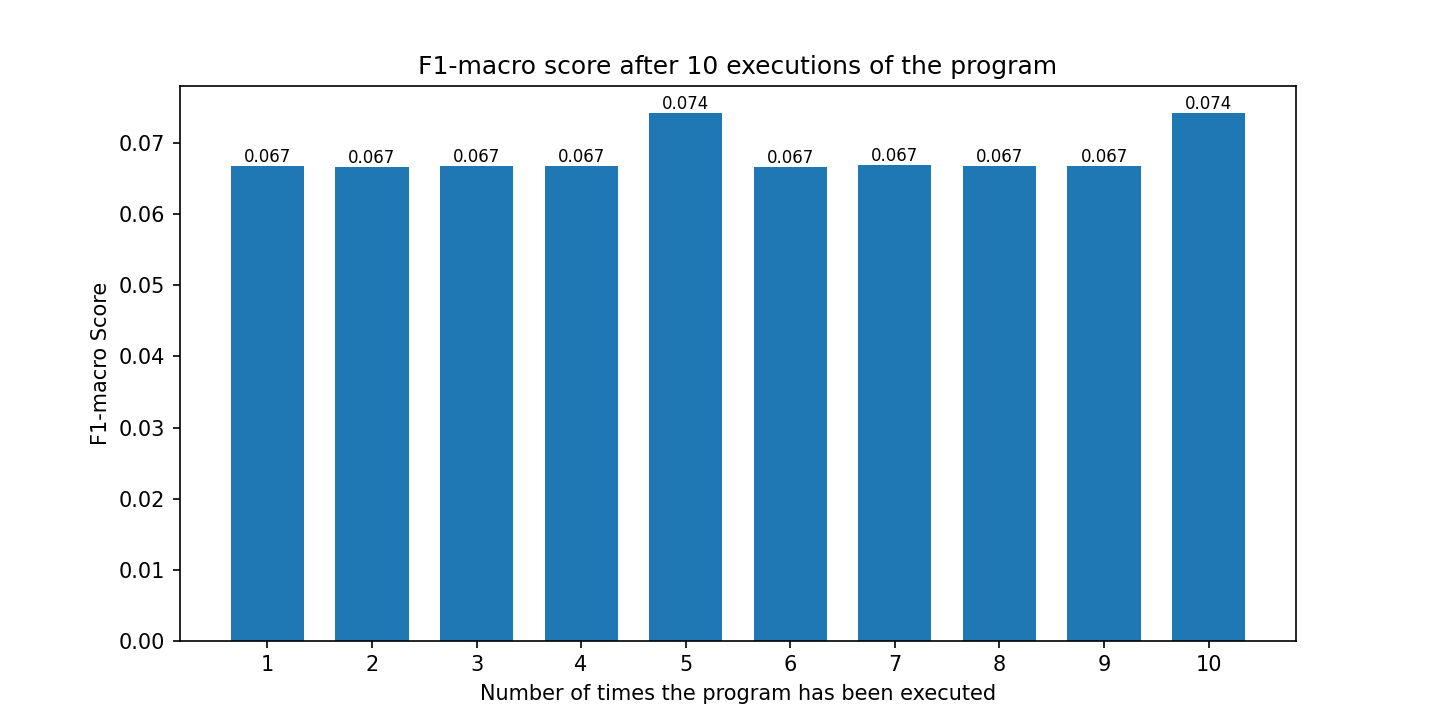 F1-macro score after 10 executions of the program
0.074 0.074
0.07
0.067 0.067 0.067 0.067 0.067 0.067 0.067 0.067
0.06
0.05
0.04
0.03
0.02
0.01
0.00
F1-macro Score
1 2 3 4 5 6 7 8 9 10
Number of times the program has been executed